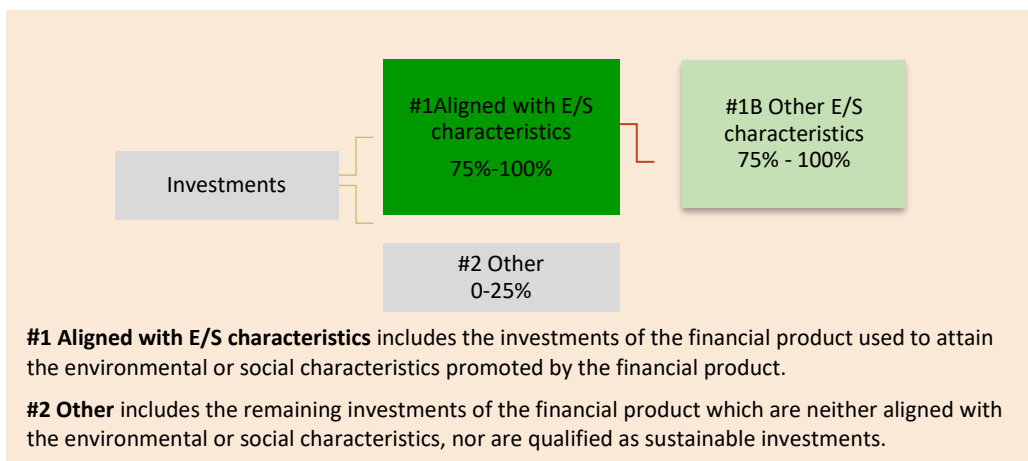 #1Aligned with E/S
characteristics
75%-100%
#1B Other E/S
characteristics
75% - 100%
Investments
#2 Other
0-25%
#1 Aligned with E/S characteristics includes the investments of the financial product used to attain
the environmental or social characteristics promoted by the financial product.
#2 Other includes the remaining investments of the financial product which are neither aligned with
the environmental or social characteristics, nor are qualified as sustainable investments.